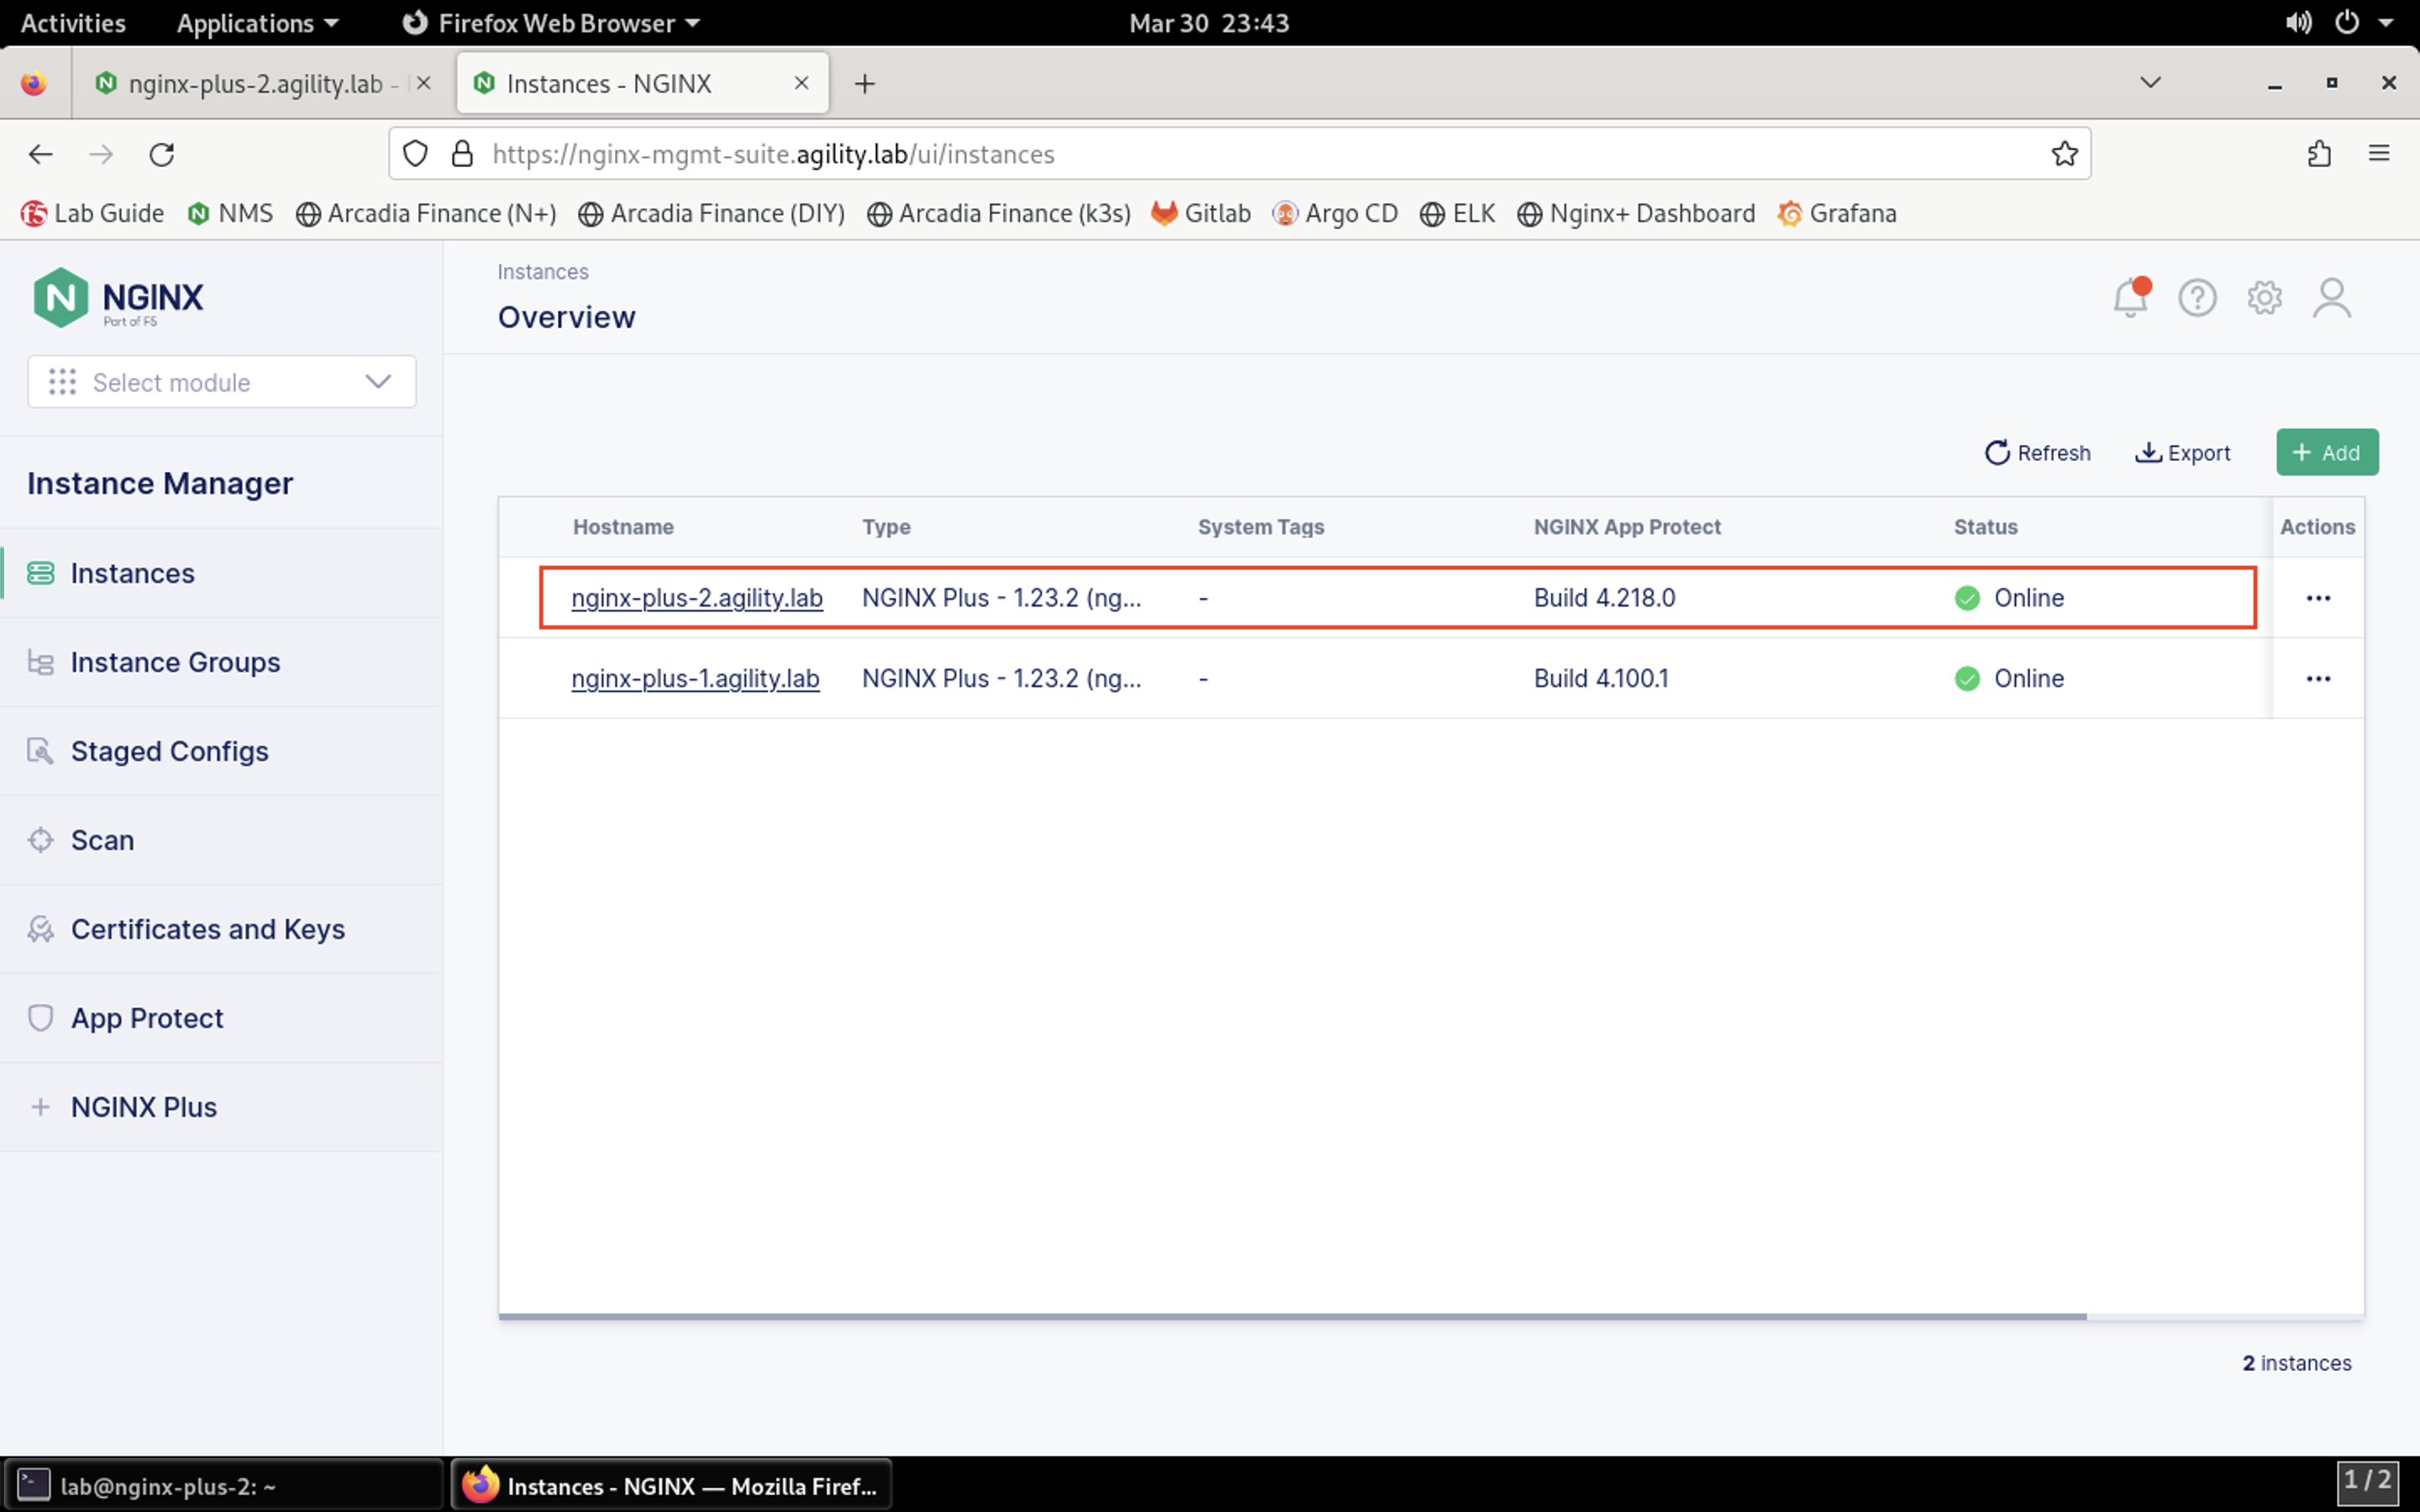 Activities Applications Firefox Web Browser Mar 30 23:43
nginx-plus-2.agility.lab - Instances - NGINX
https://nginx-mgmt-suite.agility.lab/ui/instances
Lab Guide NMS Arcadia Finance (N+) Arcadia Finance (DIY) Arcadia Finance (k3s) Gitlab Argo CD ELK Nginx+ Dashboard Grafana
NGINX
Part of F5
Select module
Instance Manager
Instances
Instance Groups
Staged Configs
Scan
Certificates and Keys
App Protect
NGINX Plus
Instances
Overview
Refresh Export + Add
Hostname Type System Tags NGINX App Protect Status Actions
nginx-plus-2.agility.lab NGINX Plus - 1.23.2 (ng... - Build 4.218.0 Online ...
nginx-plus-1.agility.lab NGINX Plus - 1.23.2 (ng... - Build 4.100.1 Online ...
2 instances
lab@nginx-plus-2: ~ Instances - NGINX — Mozilla Firef... 1 / 2